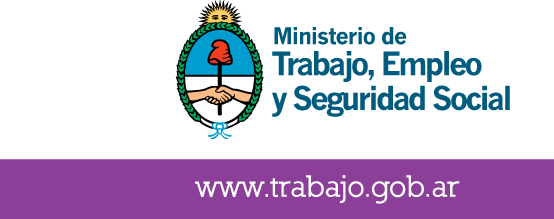 Ministerio de
Trabajo, Empleo
y Seguridad Social
www.trabajo.gob.ar